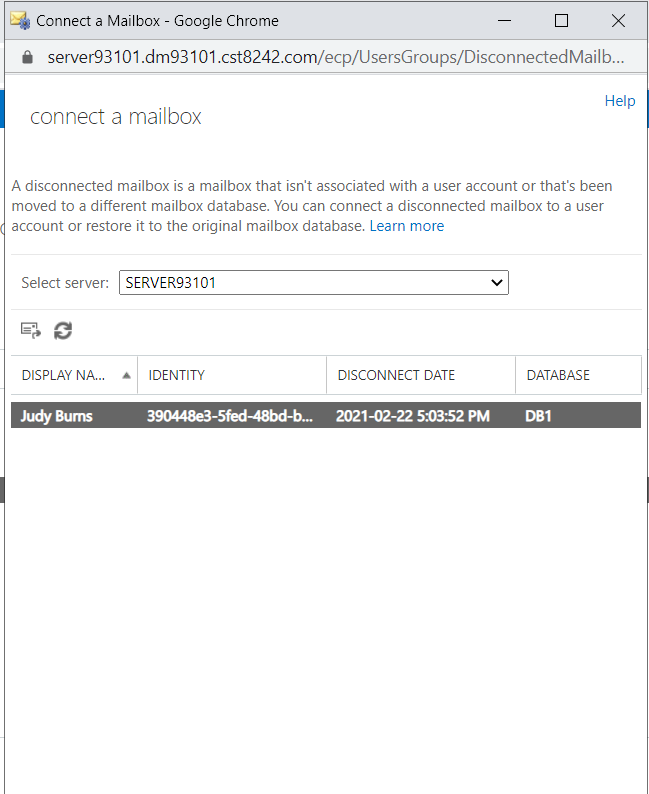 Connect a Mailbox - Google Chrome
server93101.dm93101.cst8242.com/ecp/UsersGroups/DisconnectedMailb...
Help
connect a mailbox
A disconnected mailbox is a mailbox that isn't associated with a user account or that's been
moved to a different mailbox database. You can connect a disconnected mailbox to a user
account or restore it to the original mailbox database. Learn more
Select server: SERVER93101
DISPLAY NA... IDENTITY DISCONNECT DATE DATABASE
Judy Burns 390448e3-5fed-48bd-b... 2021-02-22 5:03:52 PM DB1